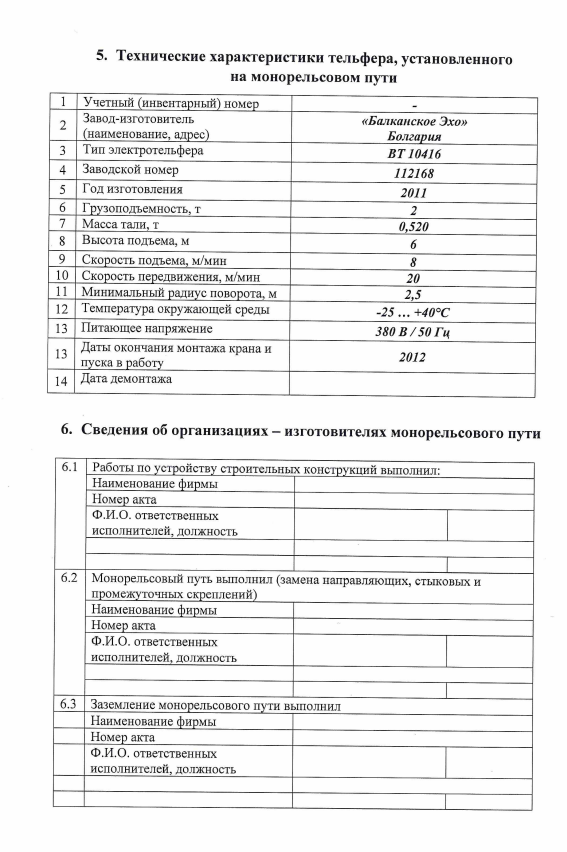 5. Технические характеристики тельфера, установленного
на монорельсовом пути
1 Учетный (инвентарный) номер -
2 Завод-изготовитель
(наименование, адрес) «Балканское Эхо»
Болгария
3 Тип электротельфера ВТ 10416
4 Заводской номер 112168
5 Год изготовления 2011
6 Грузоподъемность, т 2
7 Масса тали, т 0,520
8 Высота подъема, м 6
9 Скорость подъема, м/мин 8
10 Скорость передвижения, м/мин 20
11 Минимальный радиус поворота, м 2,5
12 Температура окружающей среды -25 … +40°С
13 Питающее напряжение 380 В / 50 Гц
13 Даты окончания монтажа крана и
пуска в работу 2012
14 Дата демонтажа
6. Сведения об организациях – изготовителях монорельсового пути
6.1 Работы по устройству строительных конструкций выполнил:
Наименование фирмы
Номер акта
Ф.И.О. ответственных
исполнителей, должность
6.2 Монорельсовый путь выполнил (замена направляющих, стыковых и
промежуточных скреплений)
Наименование фирмы
Номер акта
Ф.И.О. ответственных
исполнителей, должность
6.3 Заземление монорельсового пути выполнил
Наименование фирмы
Номер акта
Ф.И.О. ответственных
исполнителей, должность